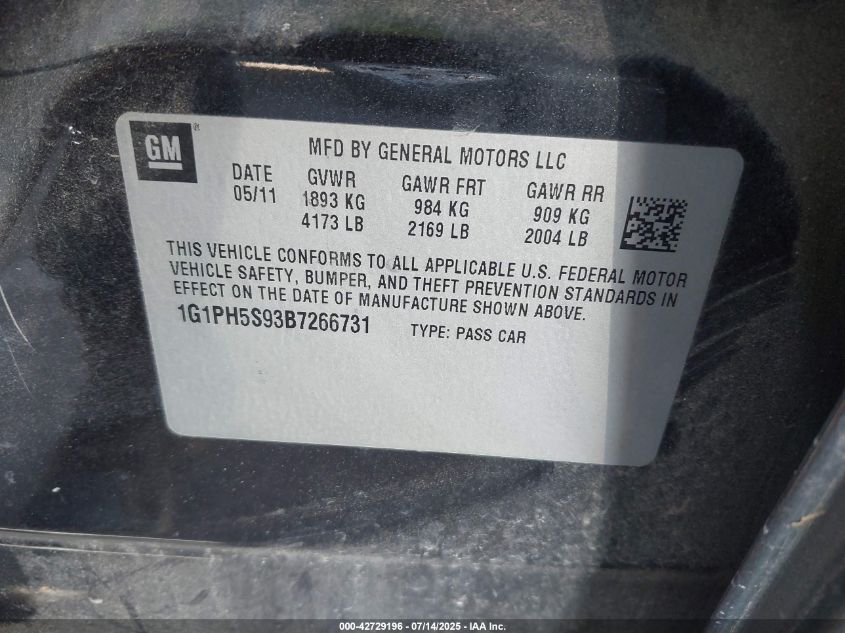 GM ®
MFD BY GENERAL MOTORS LLC
DATE GVWR GAWR FRT GAWR RR
05/11 1893 KG 984 KG 909 KG
4173 LB 2169 LB 2004 LB
THIS VEHICLE CONFORMS TO ALL APPLICABLE U.S. FEDERAL MOTOR
VEHICLE SAFETY, BUMPER, AND THEFT PREVENTION STANDARDS IN
EFFECT ON THE DATE OF MANUFACTURE SHOWN ABOVE.
1G1PH5S93B7266731 TYPE: PASS CAR
000-42729196 - 07/14/2025 - IAA Inc.